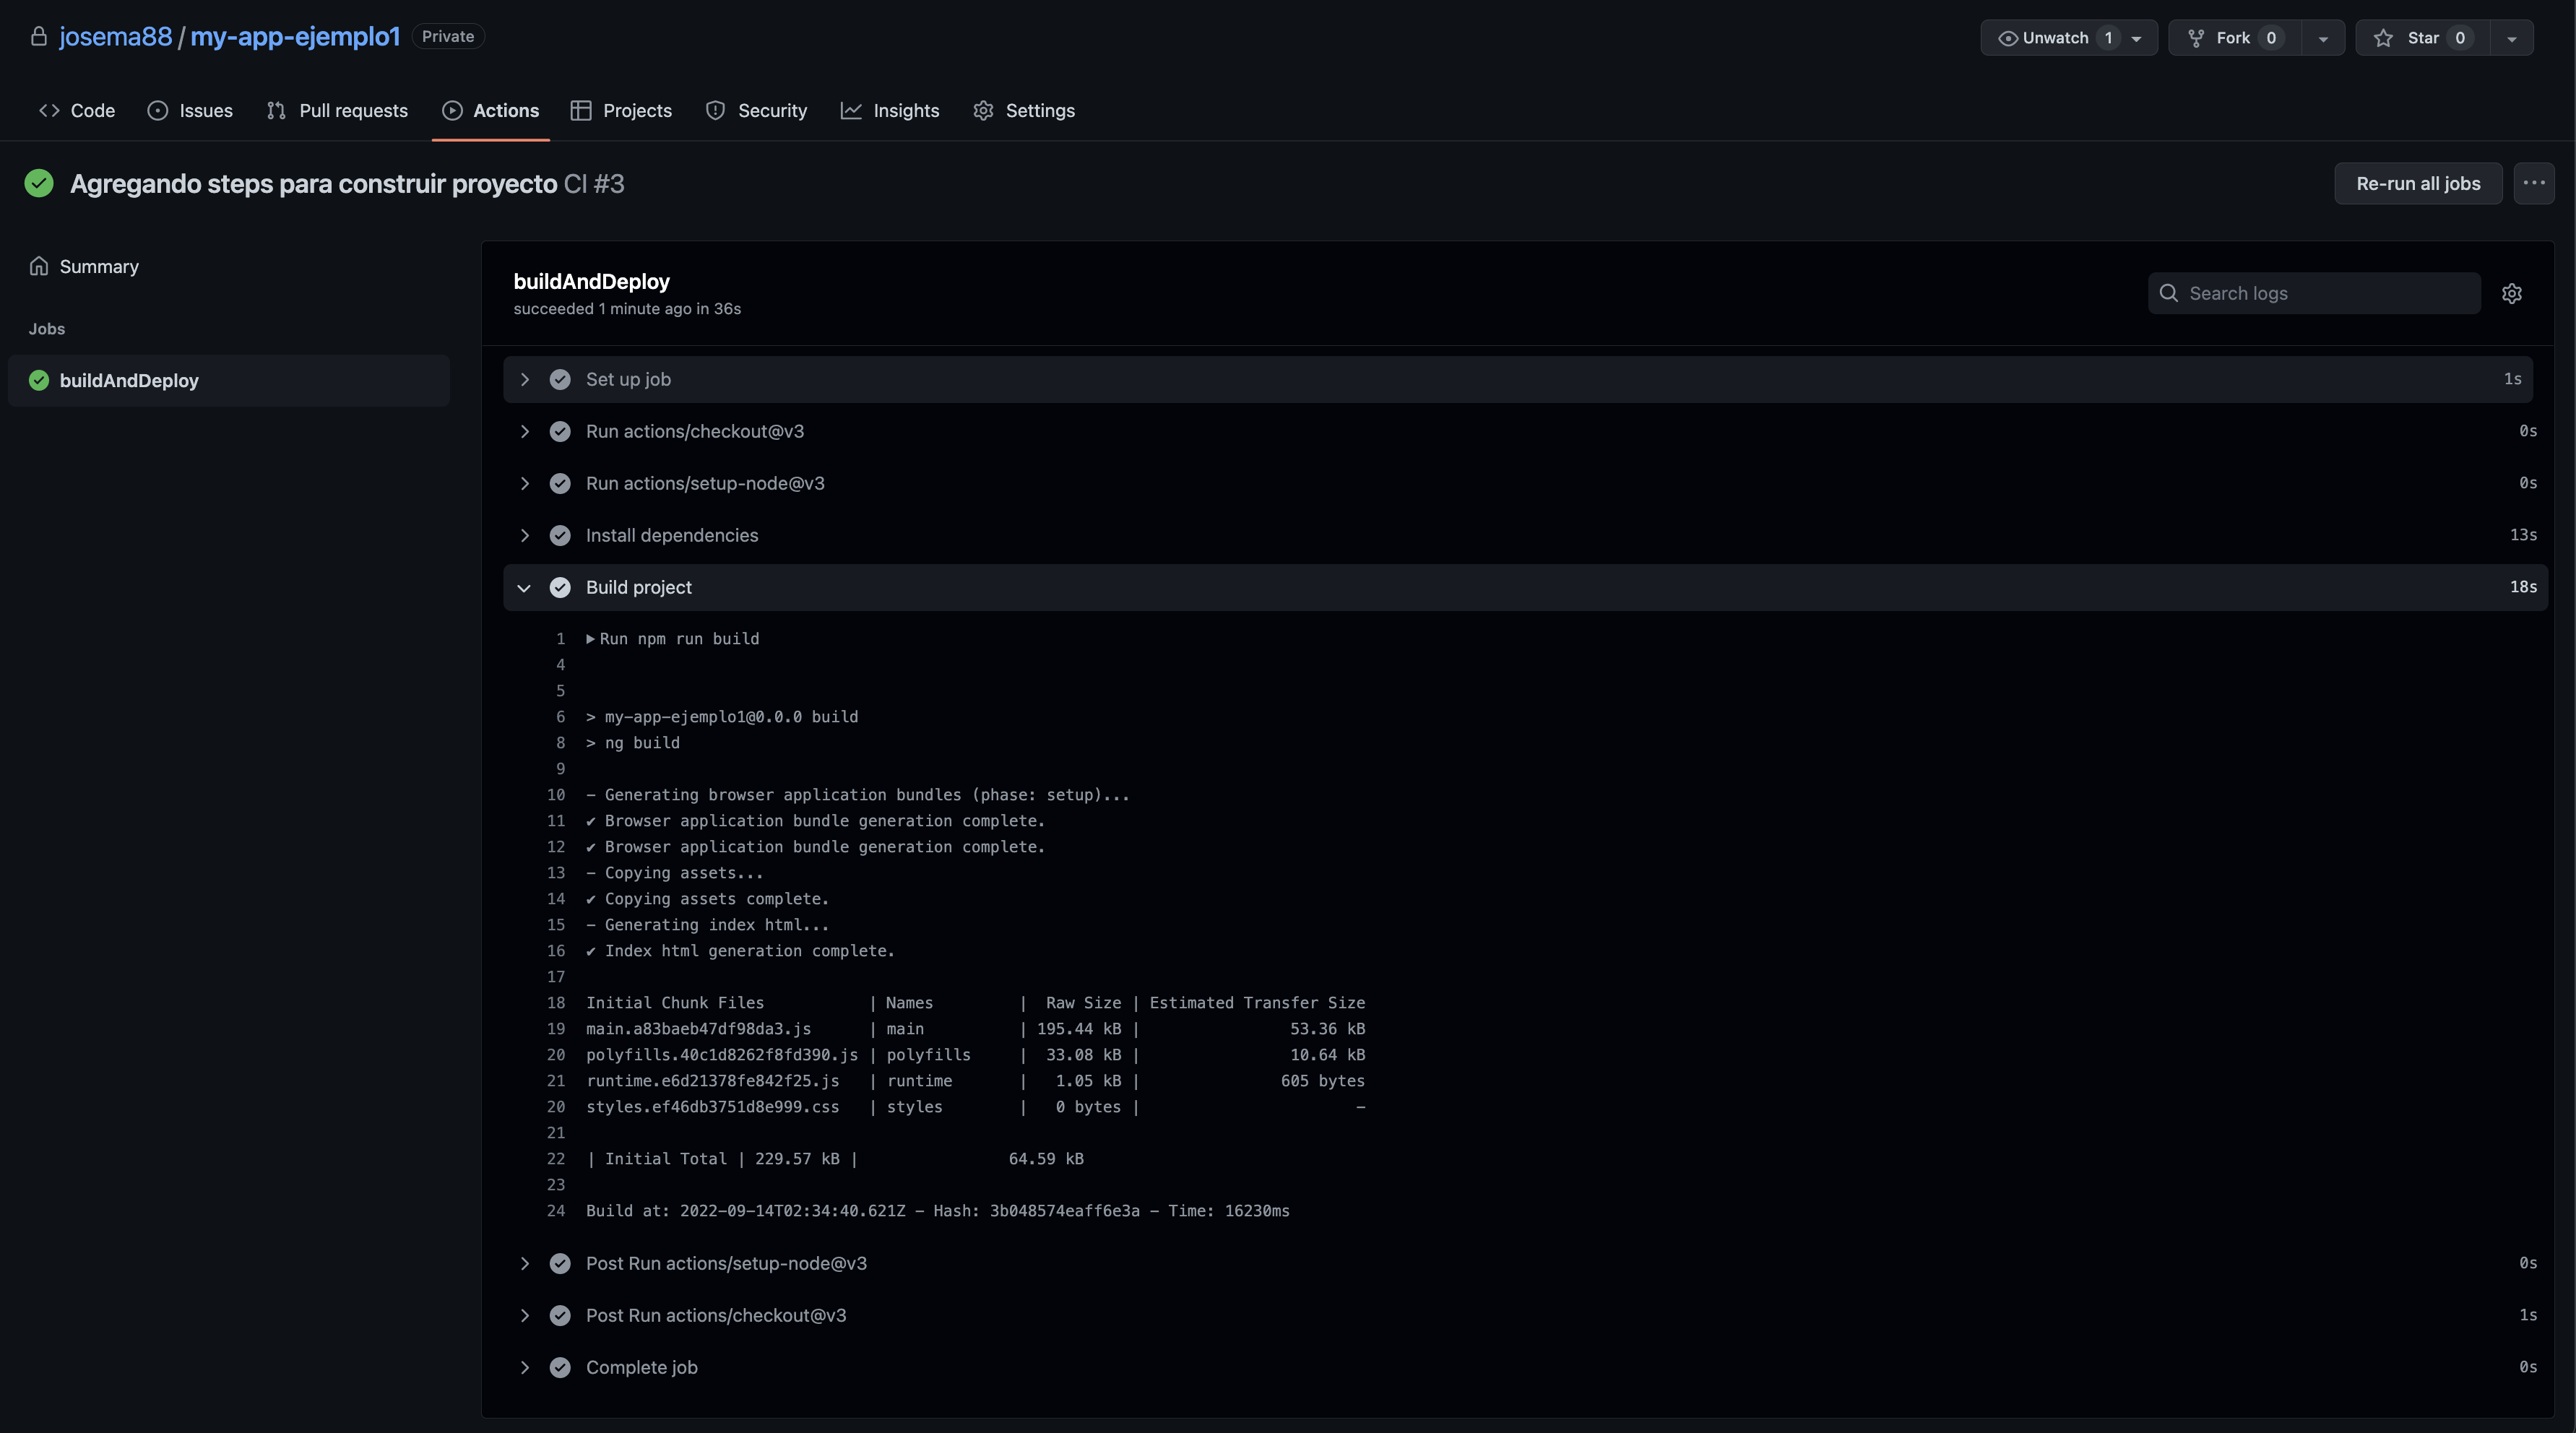 josema88 / my-app-ejemplo1 Private
Unwatch 1 Fork 0 Star 0
Code Issues Pull requests Actions Projects Security Insights Settings
Agregando steps para construir proyecto CI #3
Re-run all jobs
Summary
Jobs
buildAndDeploy
buildAndDeploy
succeeded 1 minute ago in 36s
Search logs
Set up job 1s
Run actions/checkout@v3 0s
Run actions/setup-node@v3 0s
Install dependencies 13s
Build project 18s
1 Run npm run build
4
5
6 > my-app-ejemplo1@0.0.0 build
8 > ng build
9
10 - Generating browser application bundles (phase: setup)...
11 ✔ Browser application bundle generation complete.
12 ✔ Browser application bundle generation complete.
13 - Copying assets...
14 ✔ Copying assets complete.
15 - Generating index html...
16 ✔ Index html generation complete.
17
18 Initial Chunk Files | Names | Raw Size | Estimated Transfer Size
19 main.a83baeb47df98da3.js | main | 195.44 kB | 53.36 kB
20 polyfills.40c1d8262f8fd390.js | polyfills | 33.08 kB | 10.64 kB
21 runtime.e6d21378fe842f25.js | runtime | 1.05 kB | 605 bytes
20 styles.ef46db3751d8e999.css | styles | 0 bytes | -
21
22 | Initial Total | 229.57 kB | 64.59 kB
23
24 Build at: 2022-09-14T02:34:40.621Z - Hash: 3b048574eaff6e3a - Time: 16230ms
Post Run actions/setup-node@v3 0s
Post Run actions/checkout@v3 1s
Complete job 0s